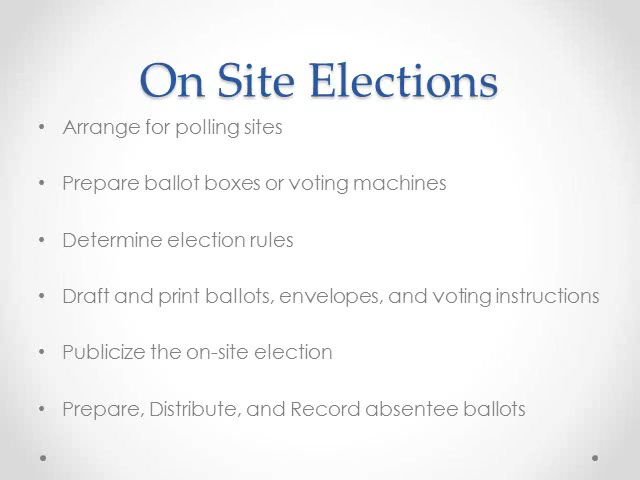 On Site Elections
• Arrange for polling sites
• Prepare ballot boxes or voting machines
• Determine election rules
• Draft and print ballots, envelopes, and voting instructions
• Publicize the on-site election
• Prepare, Distribute, and Record absentee ballots